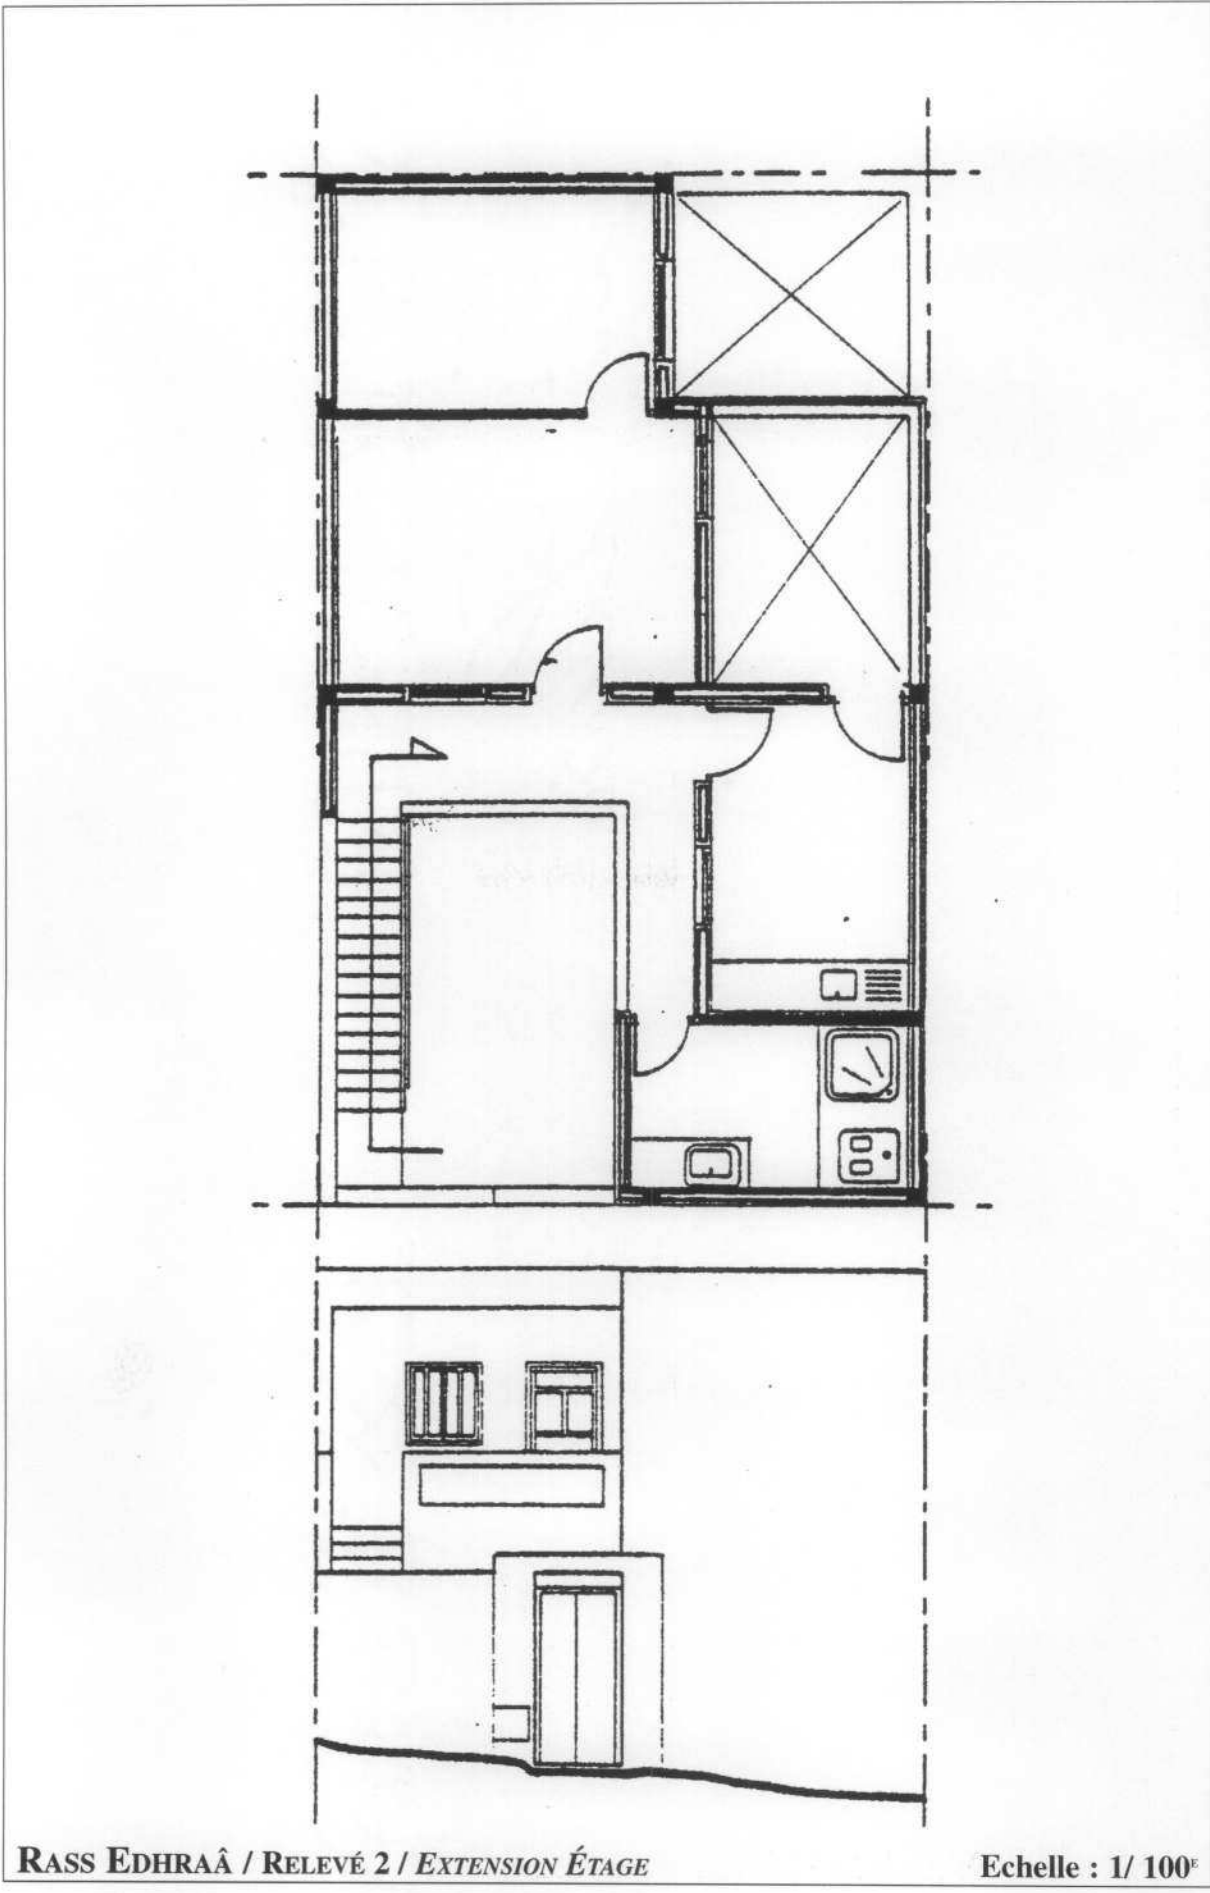 RASS EDHRAÂ / RELEVÉ 2 / EXTENSION ÉTAGE
Echelle : 1/ 100E